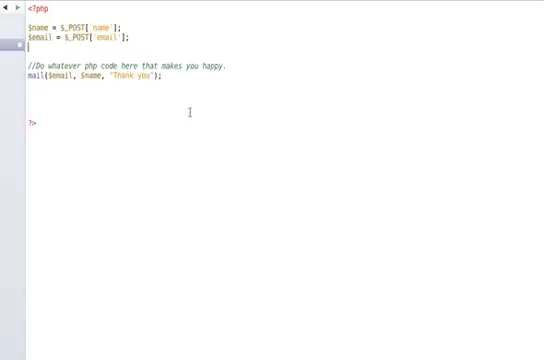 <?php
$name = $_POST['name'];
$email = $_POST['email'];
//Do whatever php code here that makes you happy.
mail($email, $name, "Thank you");
?>